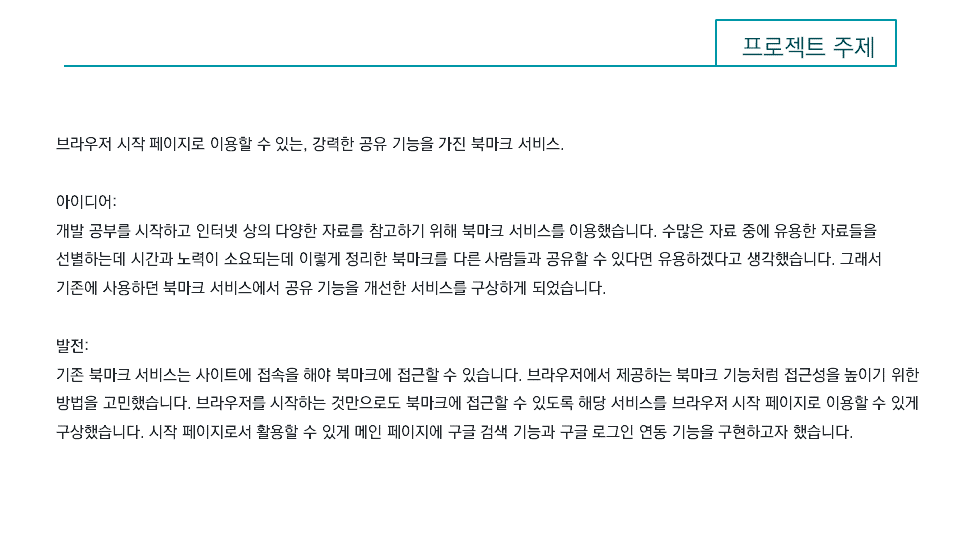 프로젝트 주제
브라우저 시작 페이지로 이용할 수 있는, 강력한 공유 기능을 가진 북마크 서비스.
아이디어:
개발 공부를 시작하고 인터넷 상의 다양한 자료를 참고하기 위해 북마크 서비스를 이용했습니다. 수많은 자료 중에 유용한 자료들을
선별하는데 시간과 노력이 소요되는데 이렇게 정리한 북마크를 다른 사람들과 공유할 수 있다면 유용하겠다고 생각했습니다. 그래서
기존에 사용하던 북마크 서비스에서 공유 기능을 개선한 서비스를 구상하게 되었습니다.
발전:
기존 북마크 서비스는 사이트에 접속을 해야 북마크에 접근할 수 있습니다. 브라우저에서 제공하는 북마크 기능처럼 접근성을 높이기 위한
방법을 고민했습니다. 브라우저를 시작하는 것만으로도 북마크에 접근할 수 있도록 해당 서비스를 브라우저 시작 페이지로 이용할 수 있게
구상했습니다. 시작 페이지로서 활용할 수 있게 메인 페이지에 구글 검색 기능과 구글 로그인 연동 기능을 구현하고자 했습니다.